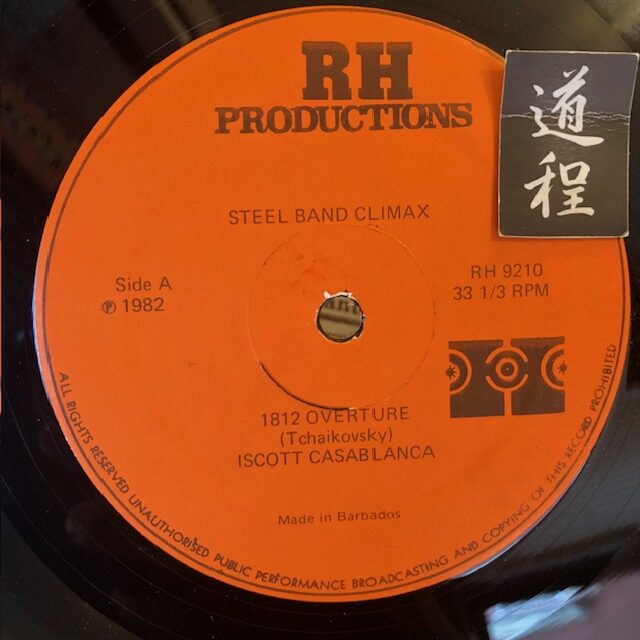 RH
PRODUCTIONS
道程
STEEL BAND CLIMAX
Side A
℗ 1982
RH 9210
33 1/3 RPM
1812 OVERTURE
(Tchaikovsky)
ISCOTT CASABLANCA
Made in Barbados
ALL RIGHTS RESERVED UNAUTHORISED PUBLIC PERFORMANCE BROADCASTING AND COPYING OF THIS RECORD PROHIBITED